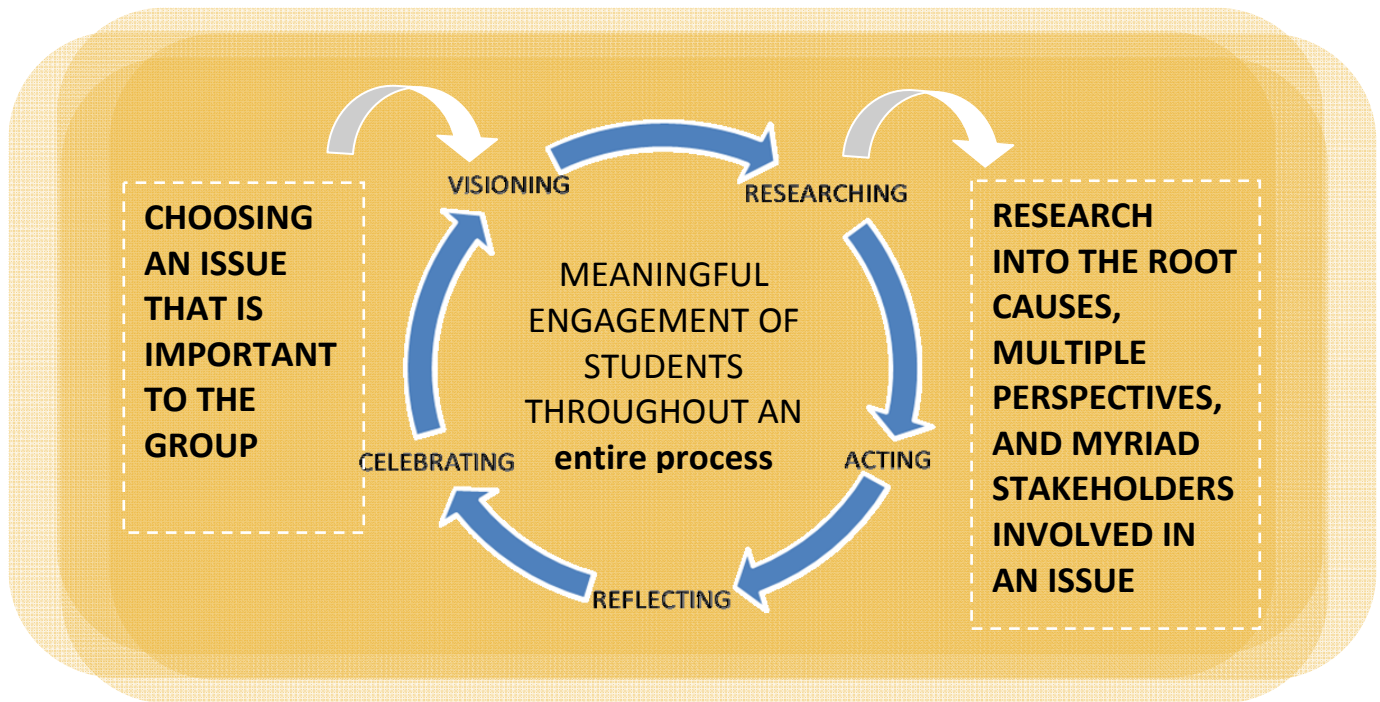 CHOOSING
AN ISSUE
THAT IS
IMPORTANT
TO THE
GROUP
VISIONING
RESEARCHING
ACTING
REFLECTING
CELEBRATING
MEANINGFUL
ENGAGEMENT OF
STUDENTS
THROUGHOUT AN
entire process
RESEARCH
INTO THE ROOT
CAUSES,
MULTIPLE
PERSPECTIVES,
AND MYRIAD
STAKEHOLDERS
INVOLVED IN
AN ISSUE